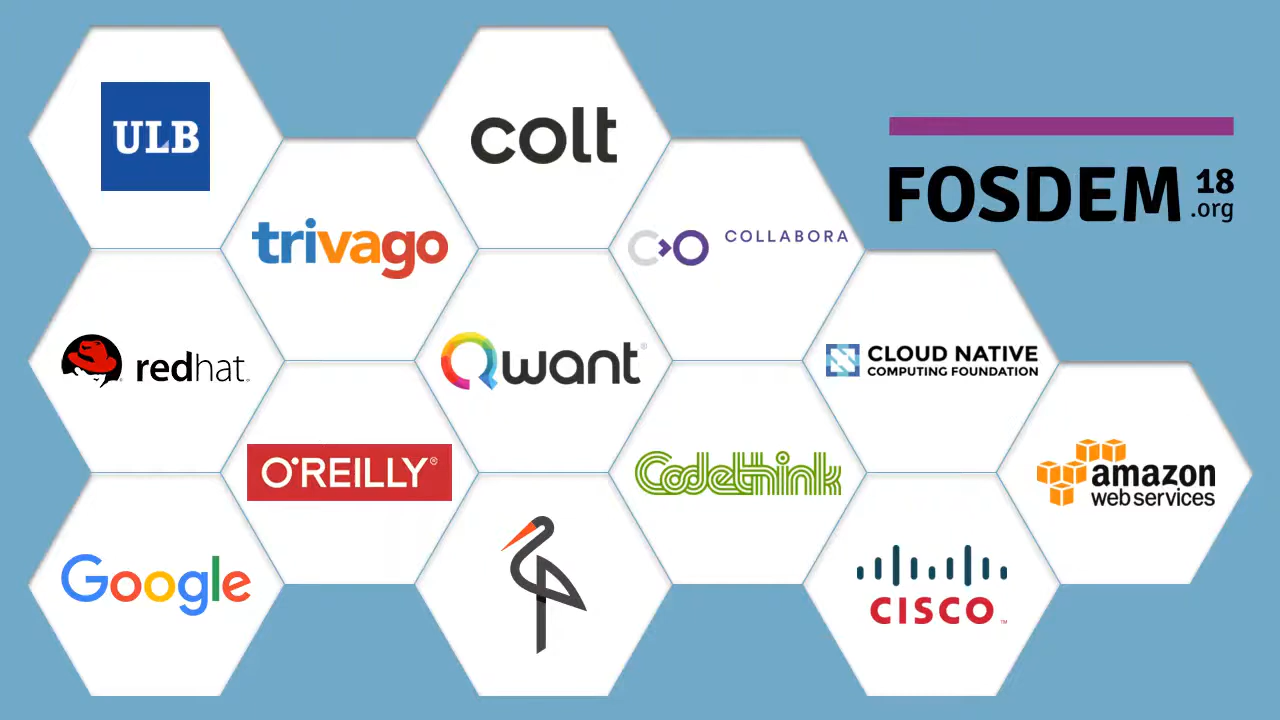 ULB
colt
FOSDEM 18
.org
trivago
COLLABORA
redhat.
Qwant®
CLOUD NATIVE
COMPUTING FOUNDATION
O'REILLY®
Codethink
amazon
web services
Google
CISCO™